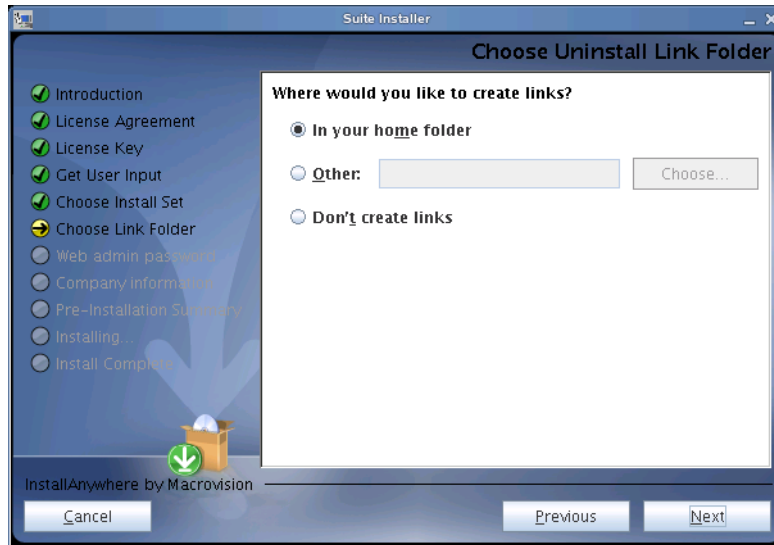 Suite Installer
Choose Uninstall Link Folder
Introduction
License Agreement
License Key
Get User Input
Choose Install Set
Choose Link Folder
Web admin password
Company information
Pre-Installation Summary
Installing...
Install Complete
Where would you like to create links?
In your home folder
Other:
Choose...
Don't create links
InstallAnywhere by Macrovision
Cancel
Previous
Next